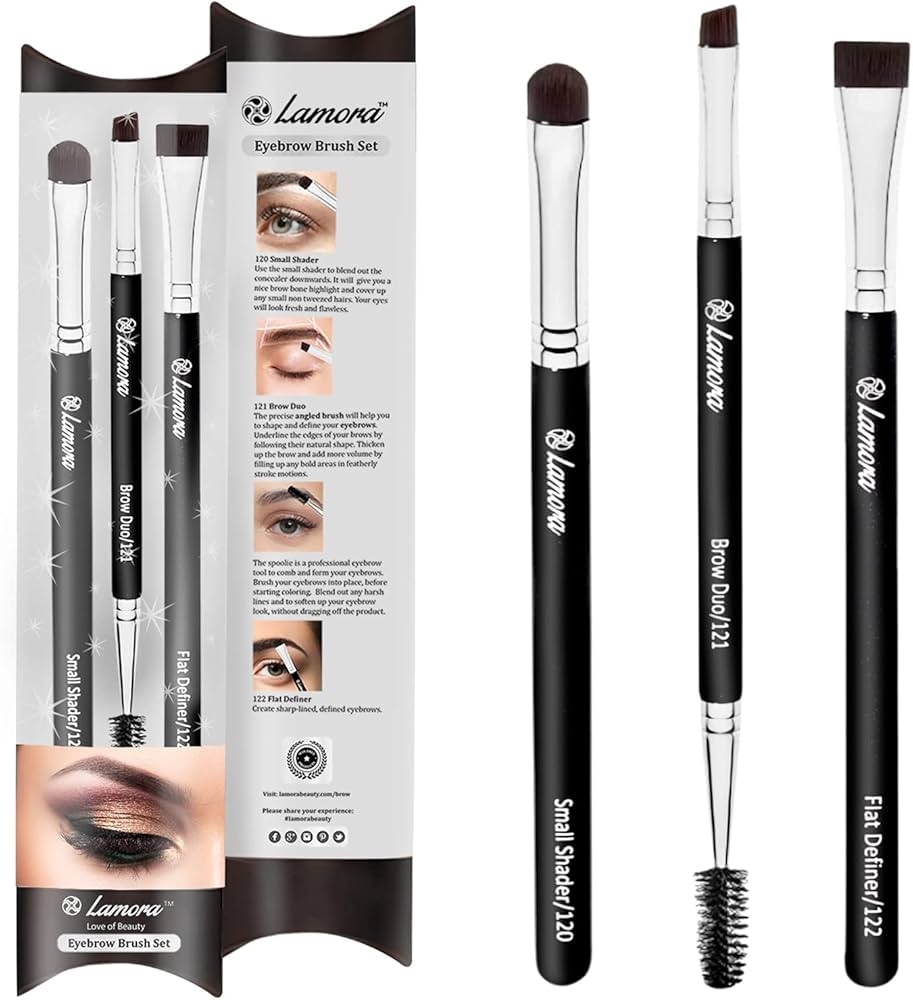 Lamora
Brow Duo/121
Small Shader/12
Lamora
Flat Definer/122
Lamora
Lamora™
Love of Beauty
Eyebrow Brush Set
Lamora™
Eyebrow Brush Set
120 Small Shader
Use the small shader to blend out the
concealer downwards. It will give you a
nice brow bone highlight and cover up
any small non tweezed hairs. Your eyes
will look fresh and flawless.
121 Brow Duo
The precise angled brush will help you
to shape and define your eyebrows.
Underline the edges of your brows by
following their natural shape. Thicken
up the brow and add more volume by
filling up any bold areas in featherly
stroke motions.
The spoolie is a professional eyebrow
tool to comb and form your eyebrows.
Brush your eyebrows into place, before
starting coloring. Blend out any harsh
lines and to soften up your eyebrow
look, without dragging off the product.
122 Flat Definer
Create sharp-lined, defined eyebrows.
Visit: lamorabeauty.com/brow
Please share your experience:
#lamorabeauty
Lamora
Small Shader/120
Lamora
Brow Duo/121
Lamora
Flat Definer/122